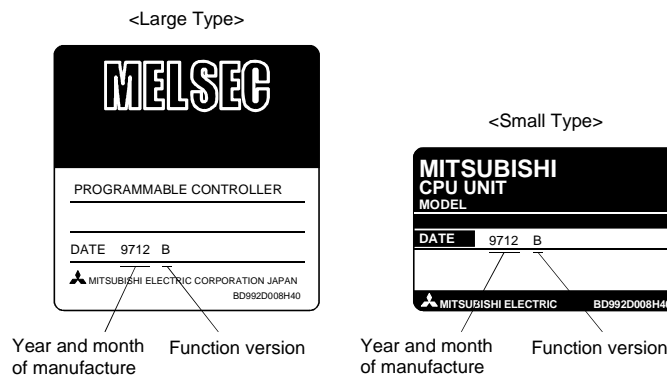 <Large Type>
MELSEC
PROGRAMMABLE CONTROLLER
DATE 9712 B
MITSUBISHI ELECTRIC CORPORATION JAPAN
BD992D008H40
Year and month
of manufacture
Function version
<Small Type>
MITSUBISHI
CPU UNIT
MODEL
DATE 9712 B
MITSUBISHI ELECTRIC BD992D008H40
Year and month
of manufacture
Function version